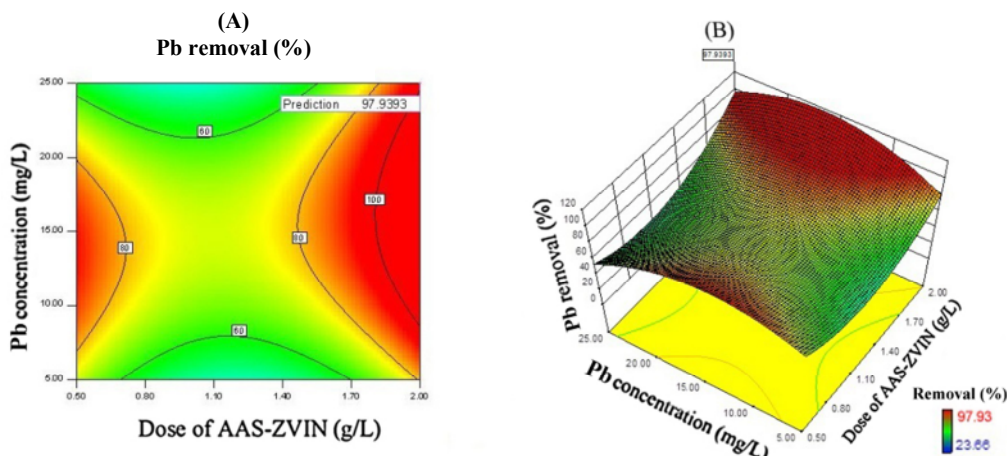 (A)
Pb removal (%)
25.00
20.00
15.00
10.00
5.00
Pb concentration (mg/L)
Prediction 97.9393
60
100
80
80
60
0.50 0.80 1.10 1.40 1.70 2.00
Dose of AAS-ZVIN (g/L)
(B)
97.9393
120
100
80
60
40
20
0
Pb removal (%)
25.00
20.00
15.00
10.00
5.00
Pb concentration (mg/L)
2.00
1.70
1.40
1.10
0.80
0.50
Dose of AAS-ZVIN (g/L)
Removal (%)
97.93
23.66